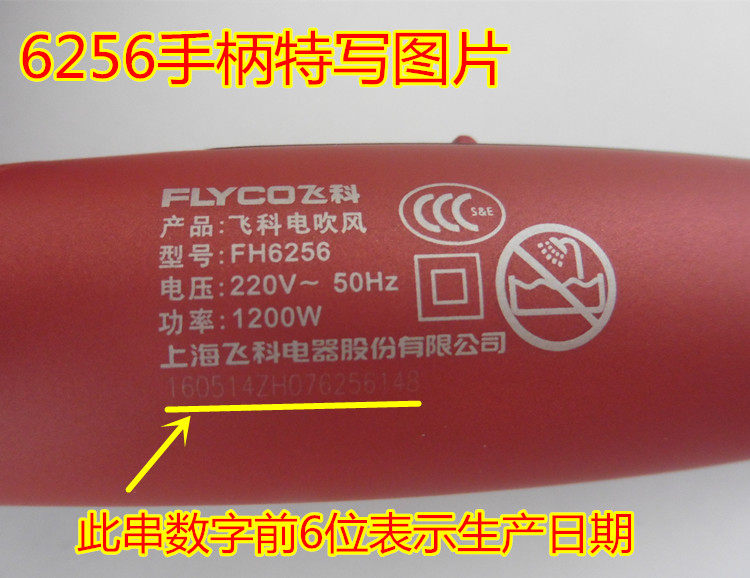 6256手柄特写图片
FLYCO飞科
产品:飞科电吹风
型号:FH6256
电压:220V～ 50Hz
功率:1200W
CCC S&E
上海飞科电器股份有限公司
160514ZH076256148
此串数字前6位表示生产日期